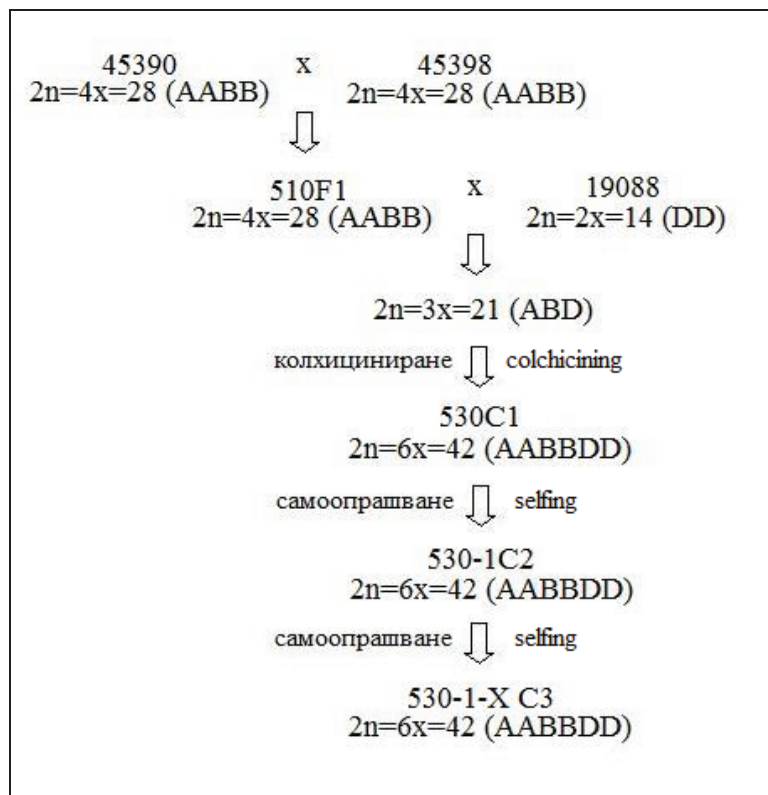 45390 x 45398
2n=4x=28 (AABB) 2n=4x=28 (AABB)
510F1 x 19088
2n=4x=28 (AABB) 2n=2x=14 (DD)
2n=3x=21 (ABD)
колхициниране colchicining
530C1
2n=6x=42 (AABBDD)
самоопрашване selfing
530-1C2
2n=6x=42 (AABBDD)
самоопрашване selfing
530-1-X C3
2n=6x=42 (AABBDD)